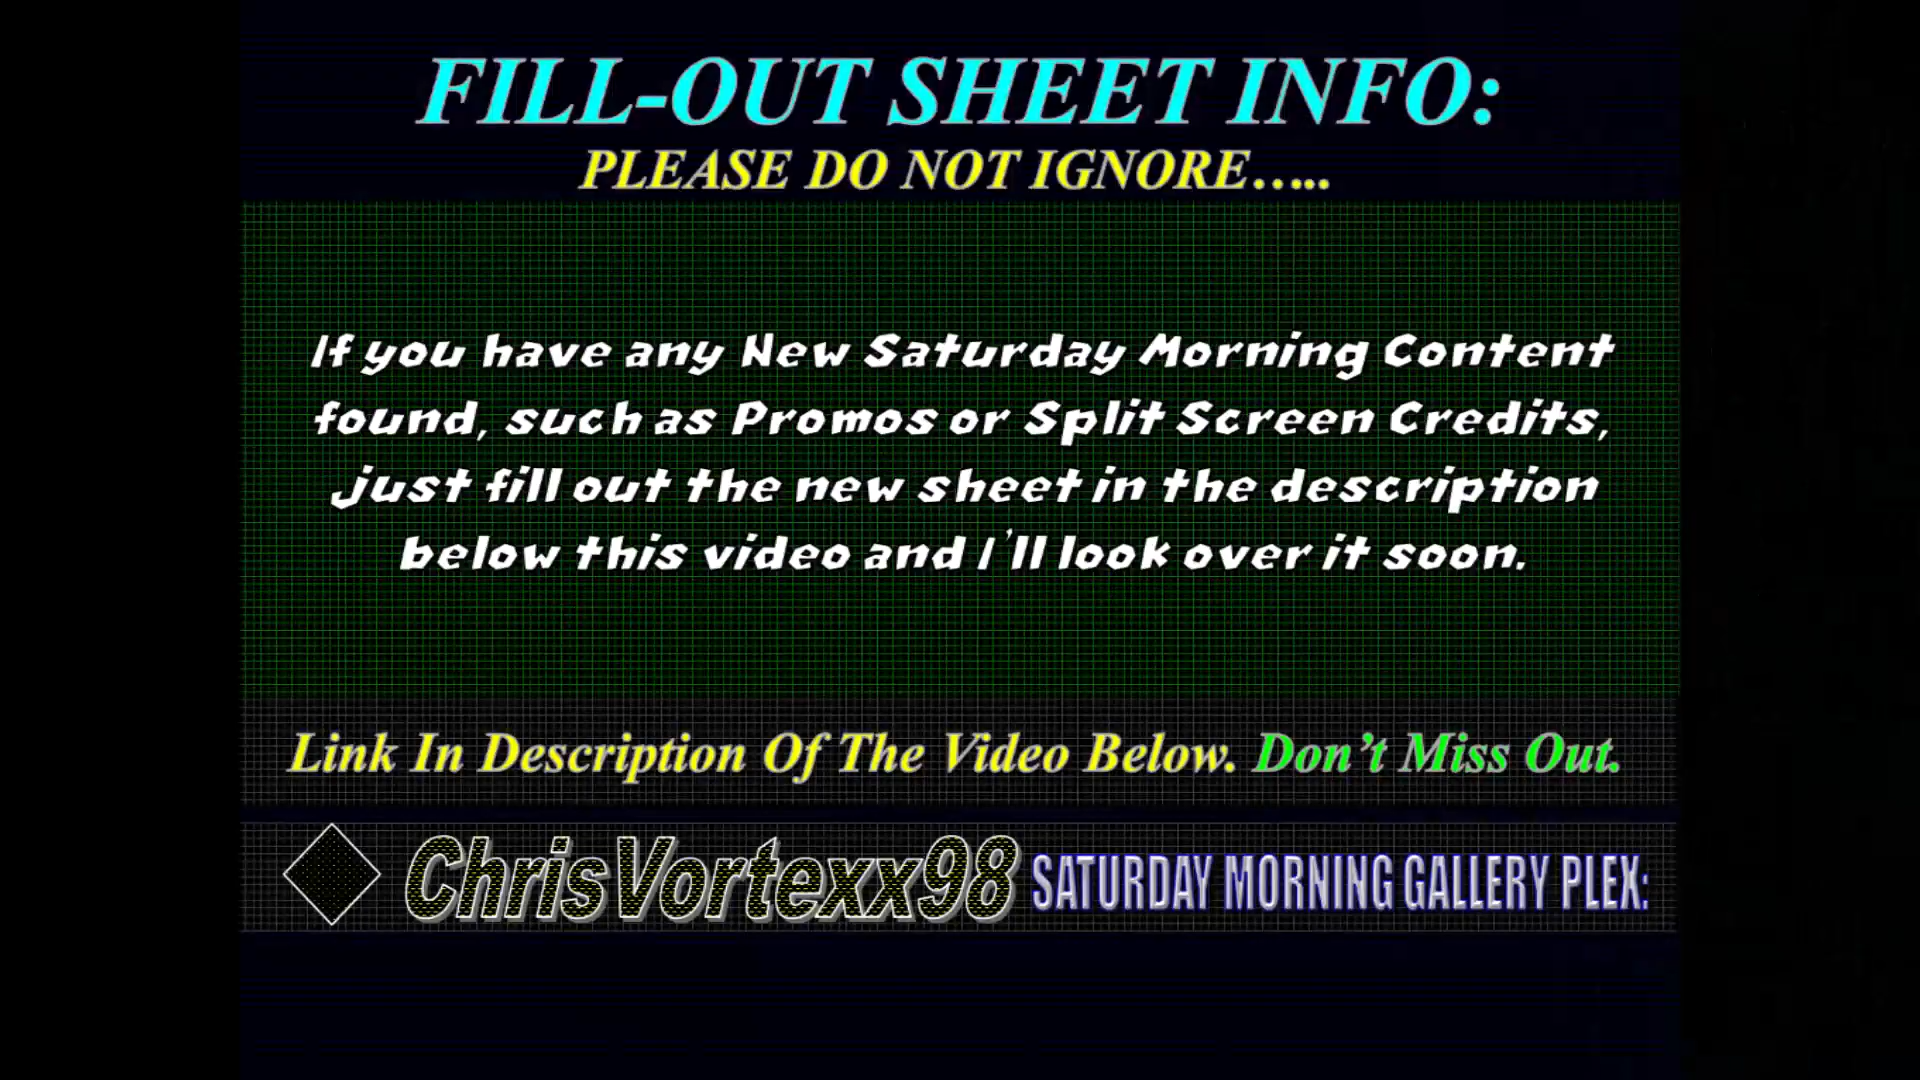 FILL-OUT SHEET INFO:
PLEASE DO NOT IGNORE…..
If you have any New Saturday Morning Content
found, such as Promos or Split Screen Credits,
just fill out the new sheet in the description
below this video and I'll look over it soon.
Link In Description Of The Video Below. Don't Miss Out.
ChrisVortexx98 SATURDAY MORNING GALLERY PLEX: